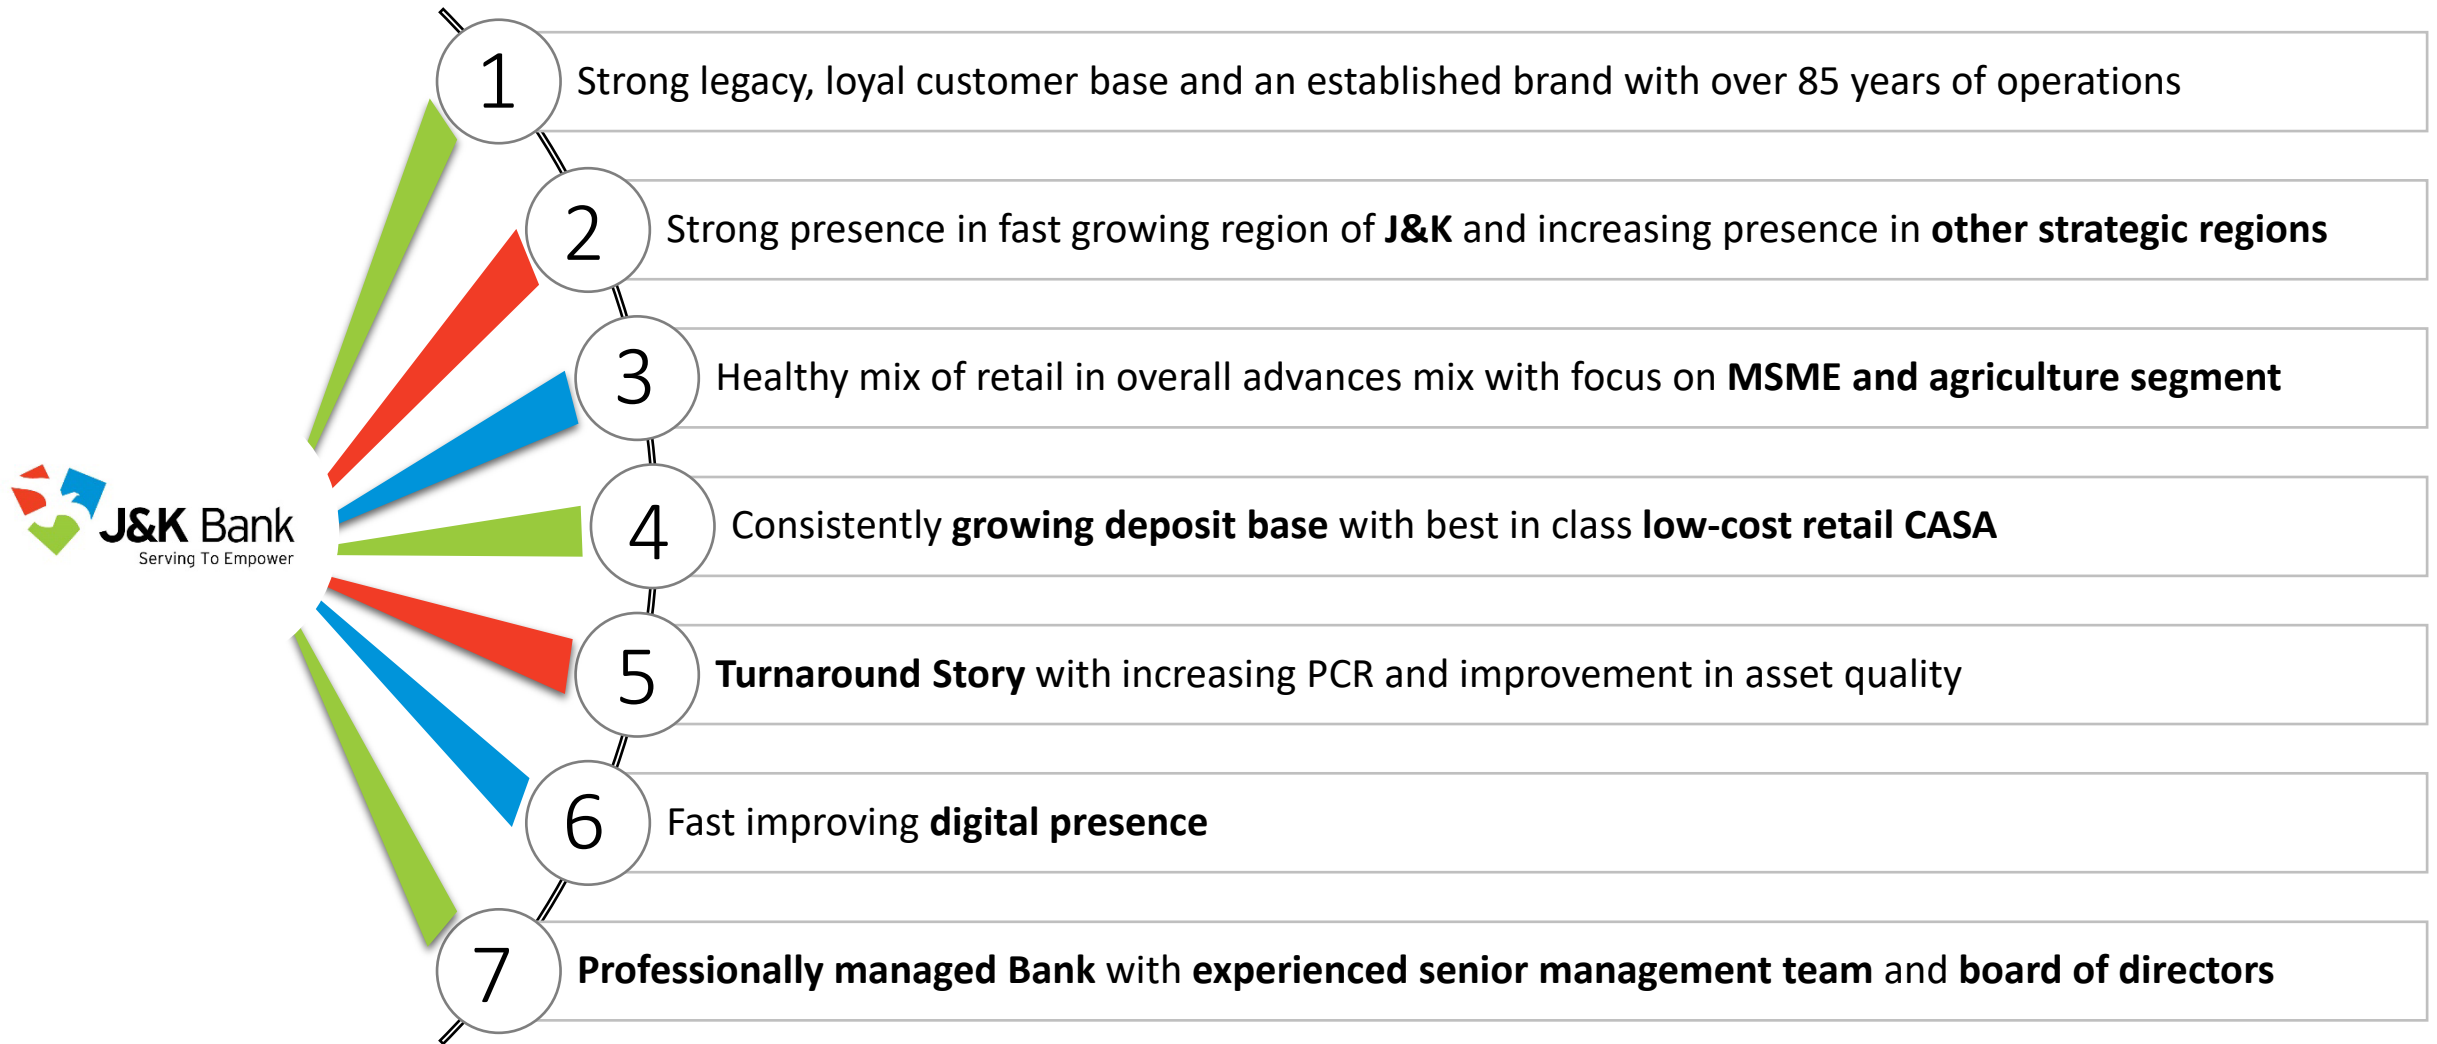 1
Strong legacy, loyal customer base and an established brand with over 85 years of operations
2
Strong presence in fast growing region of J&K and increasing presence in other strategic regions
3
Healthy mix of retail in overall advances mix with focus on MSME and agriculture segment
J&K Bank
Serving To Empower
4
Consistently growing deposit base with best in class low-cost retail CASA
5
Turnaround Story with increasing PCR and improvement in asset quality
6
Fast improving digital presence
7
Professionally managed Bank with experienced senior management team and board of directors